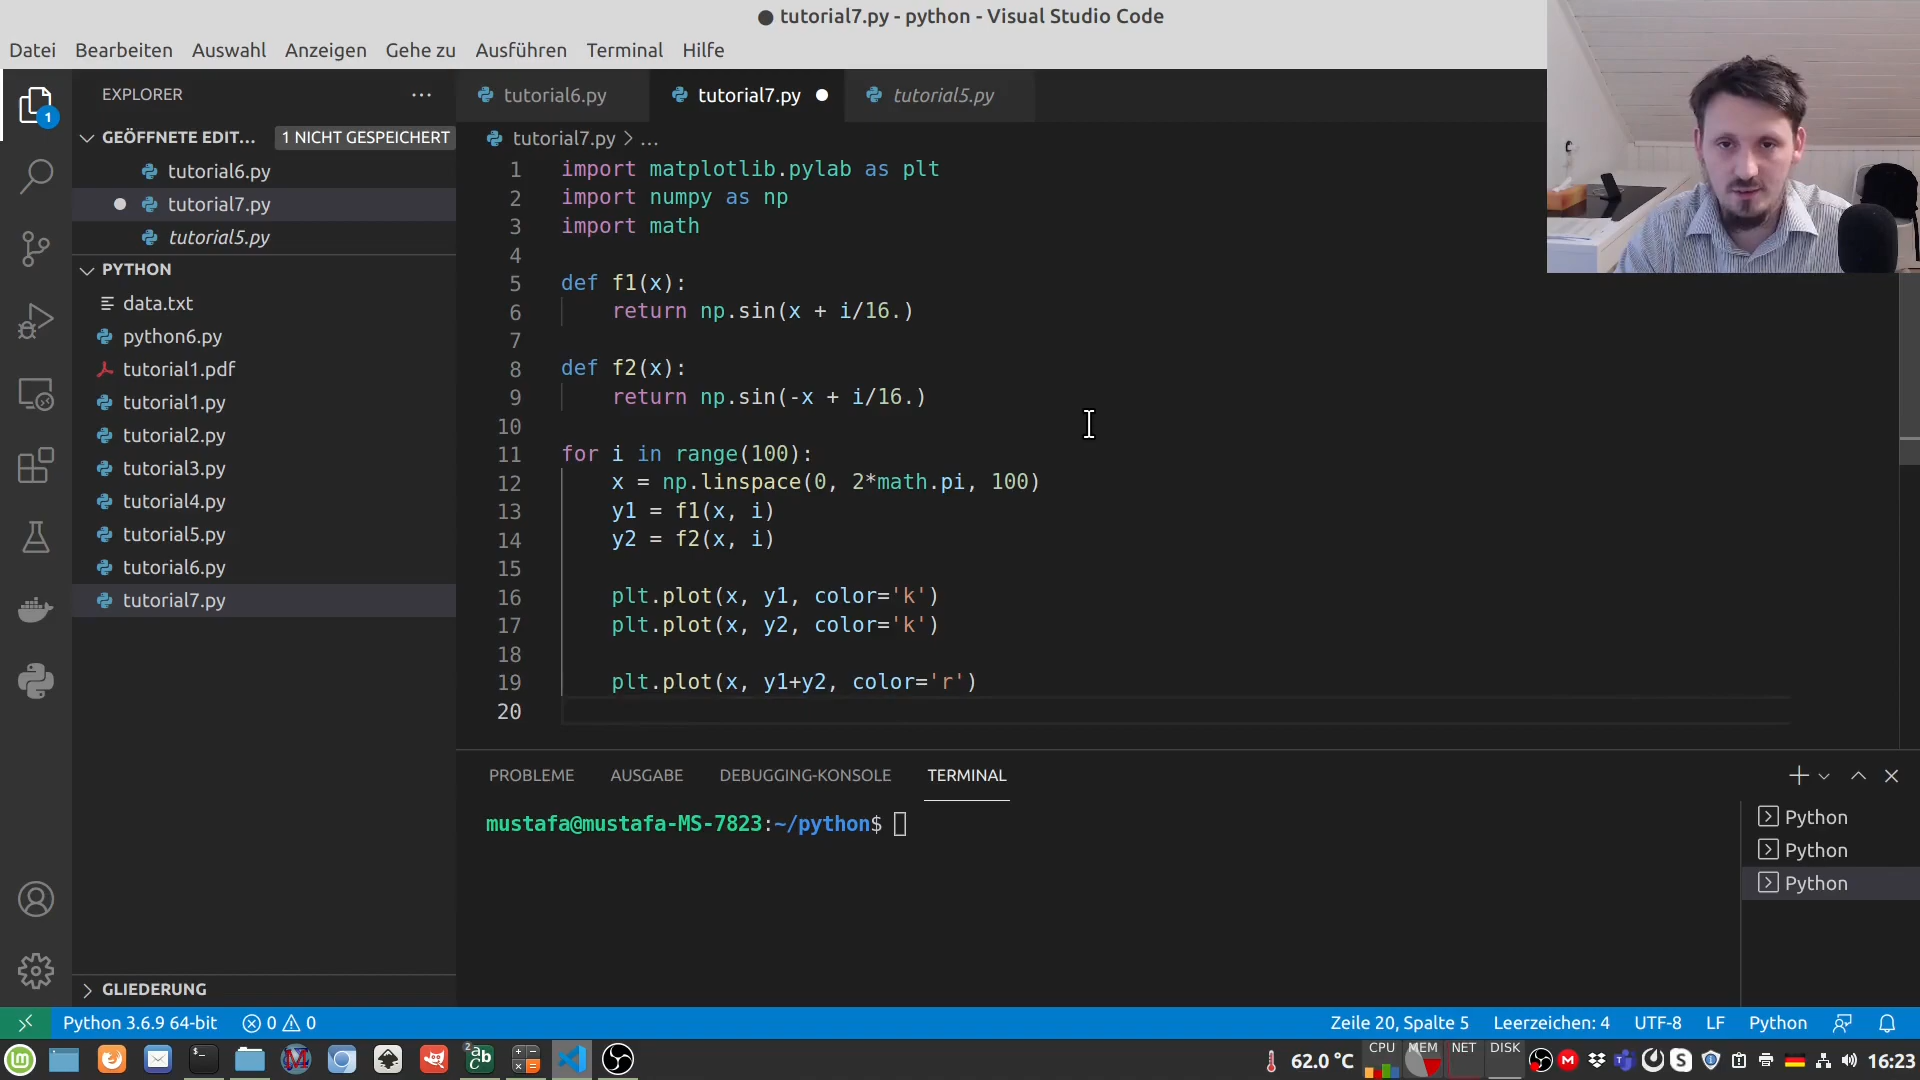 tutorial7.py - python - Visual Studio Code
Datei Bearbeiten Auswahl Anzeigen Gehe zu Ausführen Terminal Hilfe
EXPLORER ···
tutorial6.py tutorial7.py tutorial5.py
GEÖFFNETE EDIT... 1 NICHT GESPEICHERT
tutorial7.py > ...
tutorial6.py
tutorial7.py
tutorial5.py
PYTHON
data.txt
python6.py
tutorial1.pdf
tutorial1.py
tutorial2.py
tutorial3.py
tutorial4.py
tutorial5.py
tutorial6.py
tutorial7.py
GLIEDERUNG
1 import matplotlib.pylab as plt
2 import numpy as np
3 import math
4
5 def f1(x):
6     return np.sin(x + i/16.)
7
8 def f2(x):
9     return np.sin(-x + i/16.)
10
11 for i in range(100):
12     x = np.linspace(0, 2*math.pi, 100)
13     y1 = f1(x, i)
14     y2 = f2(x, i)
15
16     plt.plot(x, y1, color='k')
17     plt.plot(x, y2, color='k')
18
19     plt.plot(x, y1+y2, color='r')
20
PROBLEME AUSGABE DEBUGGING-KONSOLE TERMINAL
mustafa@mustafa-MS-7823:~/python$
Python
Python
Python
1
Python 3.6.9 64-bit 0 0 Zeile 20, Spalte 5 Leerzeichen: 4 UTF-8 LF Python
62.0 °C CPU MEM NET DISK 16:23